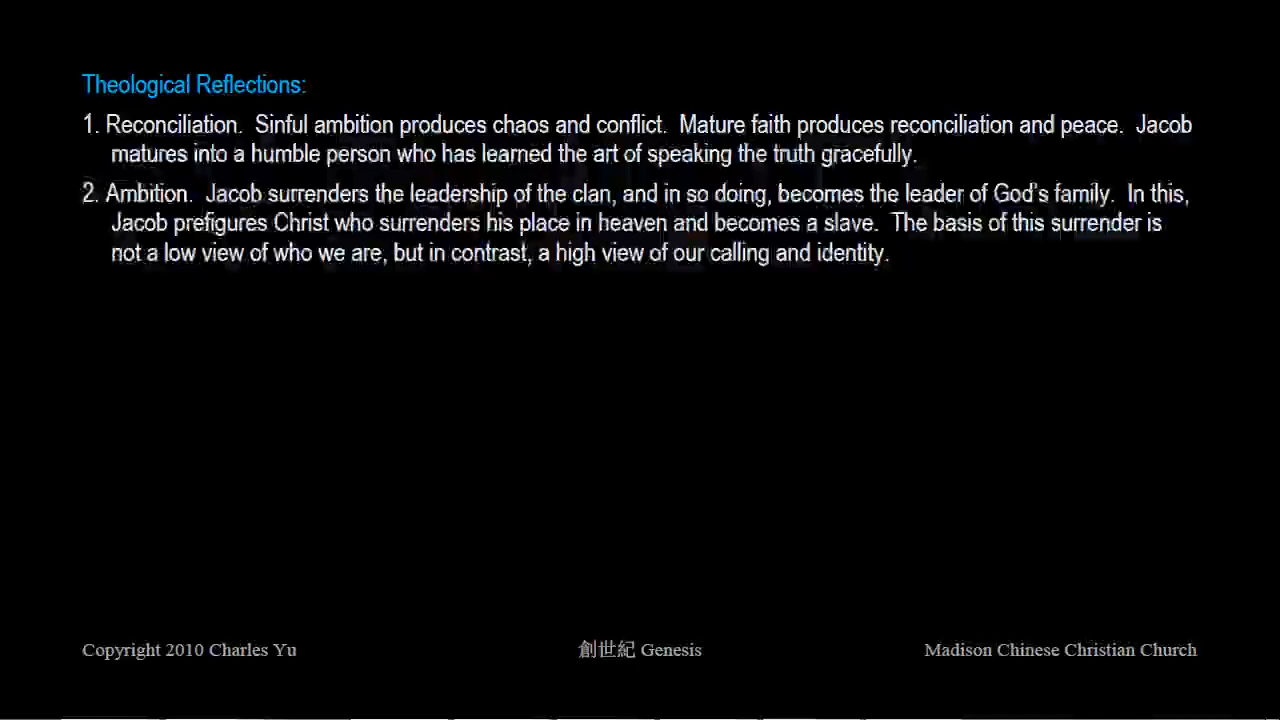 Theological Reflections:
1. Reconciliation.  Sinful ambition produces chaos and conflict.  Mature faith produces reconciliation and peace.  Jacob
matures into a humble person who has learned the art of speaking the truth gracefully.
2. Ambition.  Jacob surrenders the leadership of the clan, and in so doing, becomes the leader of God's family.  In this,
Jacob prefigures Christ who surrenders his place in heaven and becomes a slave.  The basis of this surrender is
not a low view of who we are, but in contrast, a high view of our calling and identity.
Copyright 2010 Charles Yu
創世紀 Genesis
Madison Chinese Christian Church